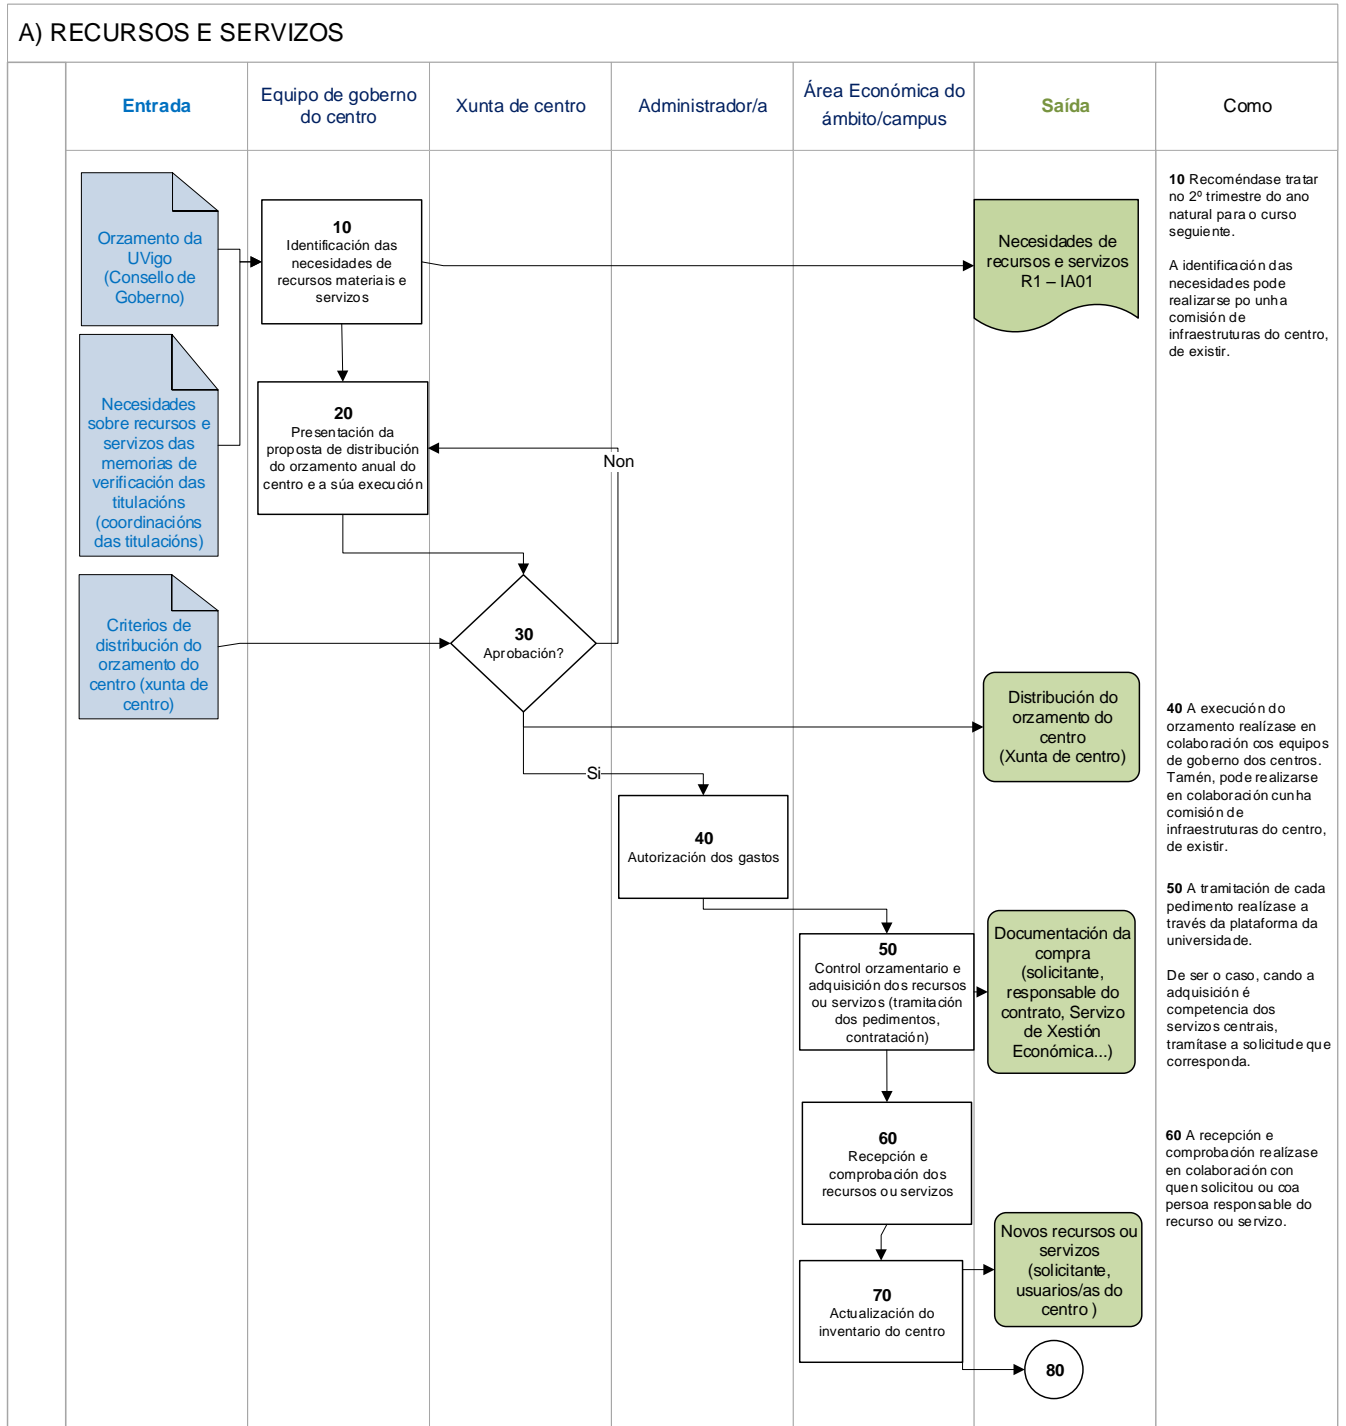 A) RECURSOS E SERVIZOS
Entrada
Equipo de goberno
do centro
Xunta de centro
Administrador/a
Área Económica do
ámbito/campus
Saída
Como
Orzamento da
UVigo
(Consello de
Goberno)
10
Identificación das
necesidades de
recursos materiais e
servizos
Necesidades de
recursos e servizos
R1 – IA01
10 Recoméndase tratar
no 2º trimestre do ano
natural para o curso
seguiente.
A identificación das
necesidades pode
realizarse po unha
comisión de
infraestruturas do centro,
de existir.
Necesidades
sobre recursos e
servizos das
memorias de
verificación das
titulacións
(coordinacións
das titulacións)
20
Presentación da
proposta de distribución
do orzamento anual do
centro e a súa execución
Non
Criterios de
distribución do
orzamento do
centro (xunta de
centro)
30
Aprobación?
Distribución do
orzamento do
centro
(Xunta de centro)
Si
40
Autorización dos gastos
40 A execución do
orzamento realízase en
colaboración cos equipos
de goberno dos centros.
Tamén, pode realizarse
en colaboración cunha
comisión de
infraestruturas do centro,
de existir.
50
Control orzamentario e
adquisición dos recursos
ou servizos (tramitación
dos pedimentos,
contratación)
Documentación da
compra
(solicitante,
responsable do
contrato, Servizo
de Xestión
Económica...)
50 A tramitación de cada
pedimento realízase a
través da plataforma da
universidade.
De ser o caso, cando a
adquisición é
competencia dos
servizos centrais,
tramítase a solicitude que
corresponda.
60
Recepción e
comprobación dos
recursos ou servizos
60 A recepción e
comprobación realízase
en colaboración con
quen solicitou ou coa
persoa responsable do
recurso ou servizo.
70
Actualización do
inventario do centro
Novos recursos ou
servizos
(solicitante,
usuarios/as do
centro )
80